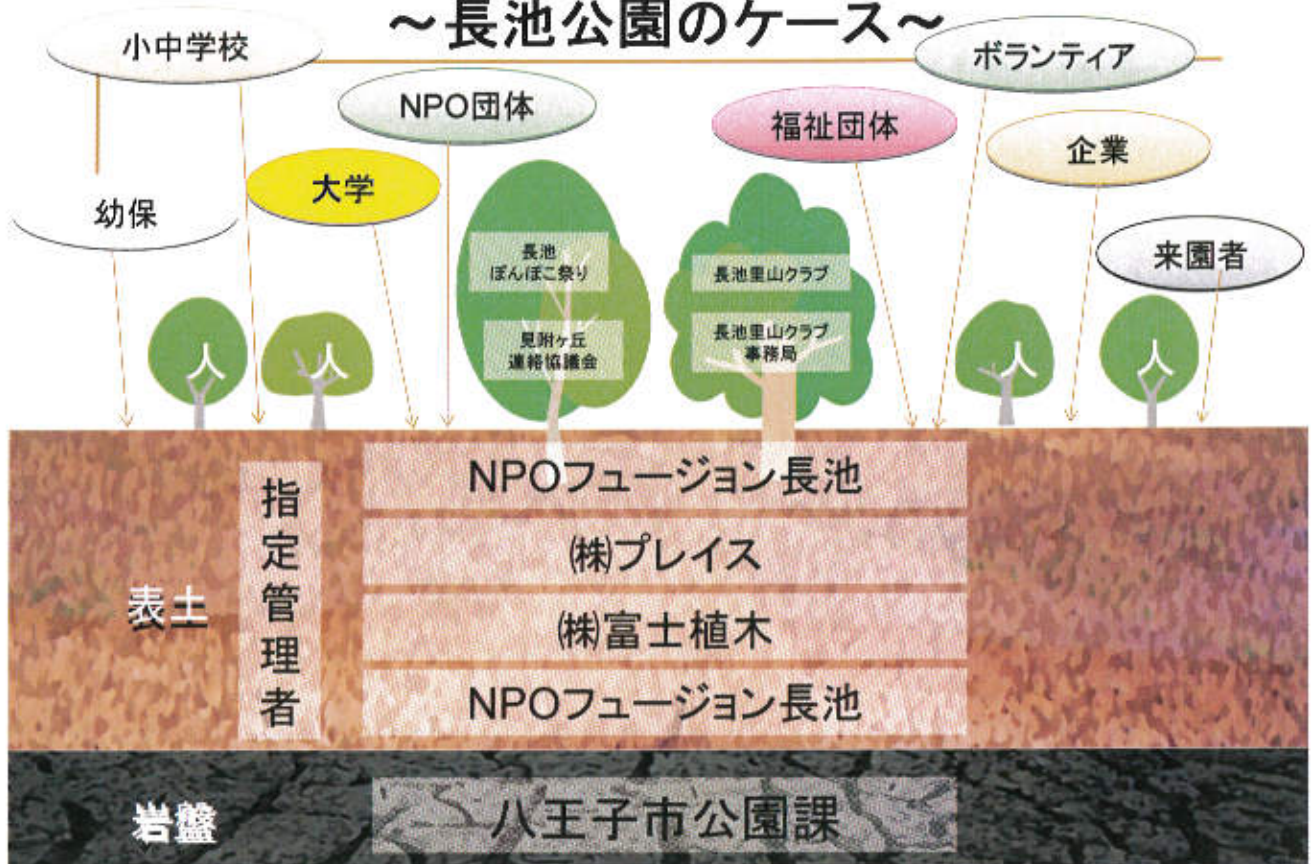 ～長池公園のケース～
小中学校
ボランティア
NPO団体
福祉団体
企業
大学
幼保
来園者
長池
ぽんぽこ祭り
長池里山クラブ
見附ヶ丘
連絡協議会
長池里山クラブ
事務局
人
人
人
人
表土
指定管理者
NPOフュージョン長池
㈱プレイス
㈱富士植木
NPOフュージョン長池
岩盤
八王子市公園課